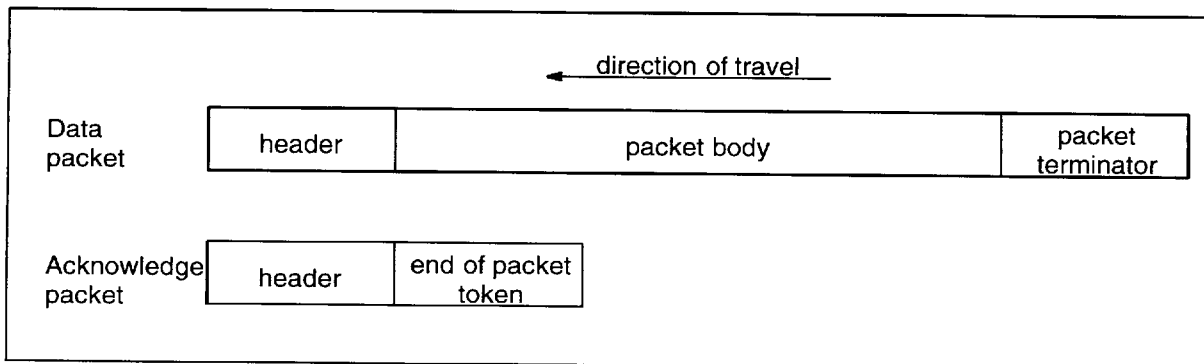 direction of travel
Data
packet
header
packet body
packet
terminator
Acknowledge
packet
header
end of packet
token